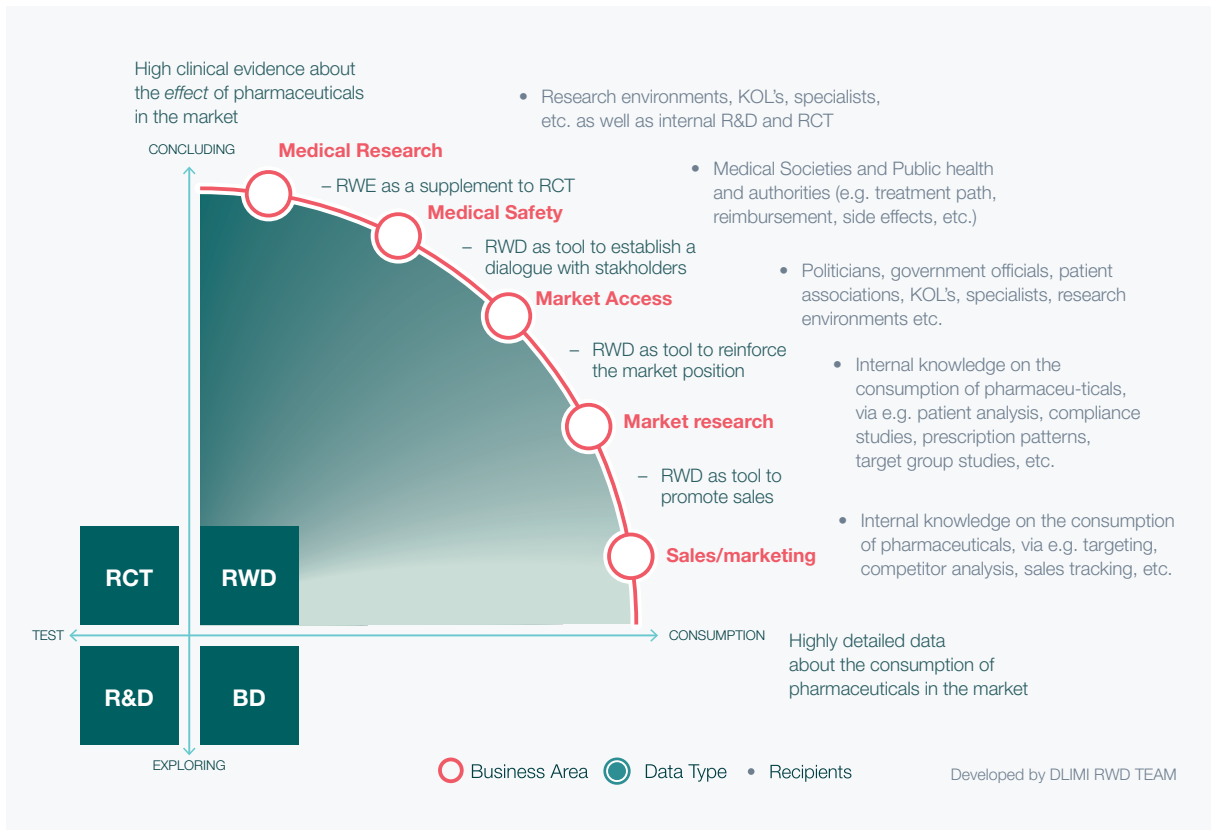 High clinical evidence about
the effect of pharmaceuticals
in the market
CONCLUDING
• Research environments, KOL's, specialists,
etc. as well as internal R&D and RCT
Medical Research
– RWE as a supplement to RCT
• Medical Societies and Public health
and authorities (e.g. treatment path,
reimbursement, side effects, etc.)
Medical Safety
– RWD as tool to establish a
dialogue with stakholders
• Politicians, government officials, patient
associations, KOL's, specialists, research
environments etc.
Market Access
– RWD as tool to reinforce
the market position
• Internal knowledge on the
consumption of pharmaceu-ticals,
via e.g. patient analysis, compliance
studies, prescription patterns,
target group studies, etc.
Market research
– RWD as tool to
promote sales
• Internal knowledge on the consumption
of pharmaceuticals, via e.g. targeting,
competitor analysis, sales tracking, etc.
Sales/marketing
RCT
RWD
TEST
CONSUMPTION
Highly detailed data
about the consumption of
pharmaceuticals in the market
R&D
BD
EXPLORING
Business Area
Data Type
• Recipients
Developed by DLIMI RWD TEAM